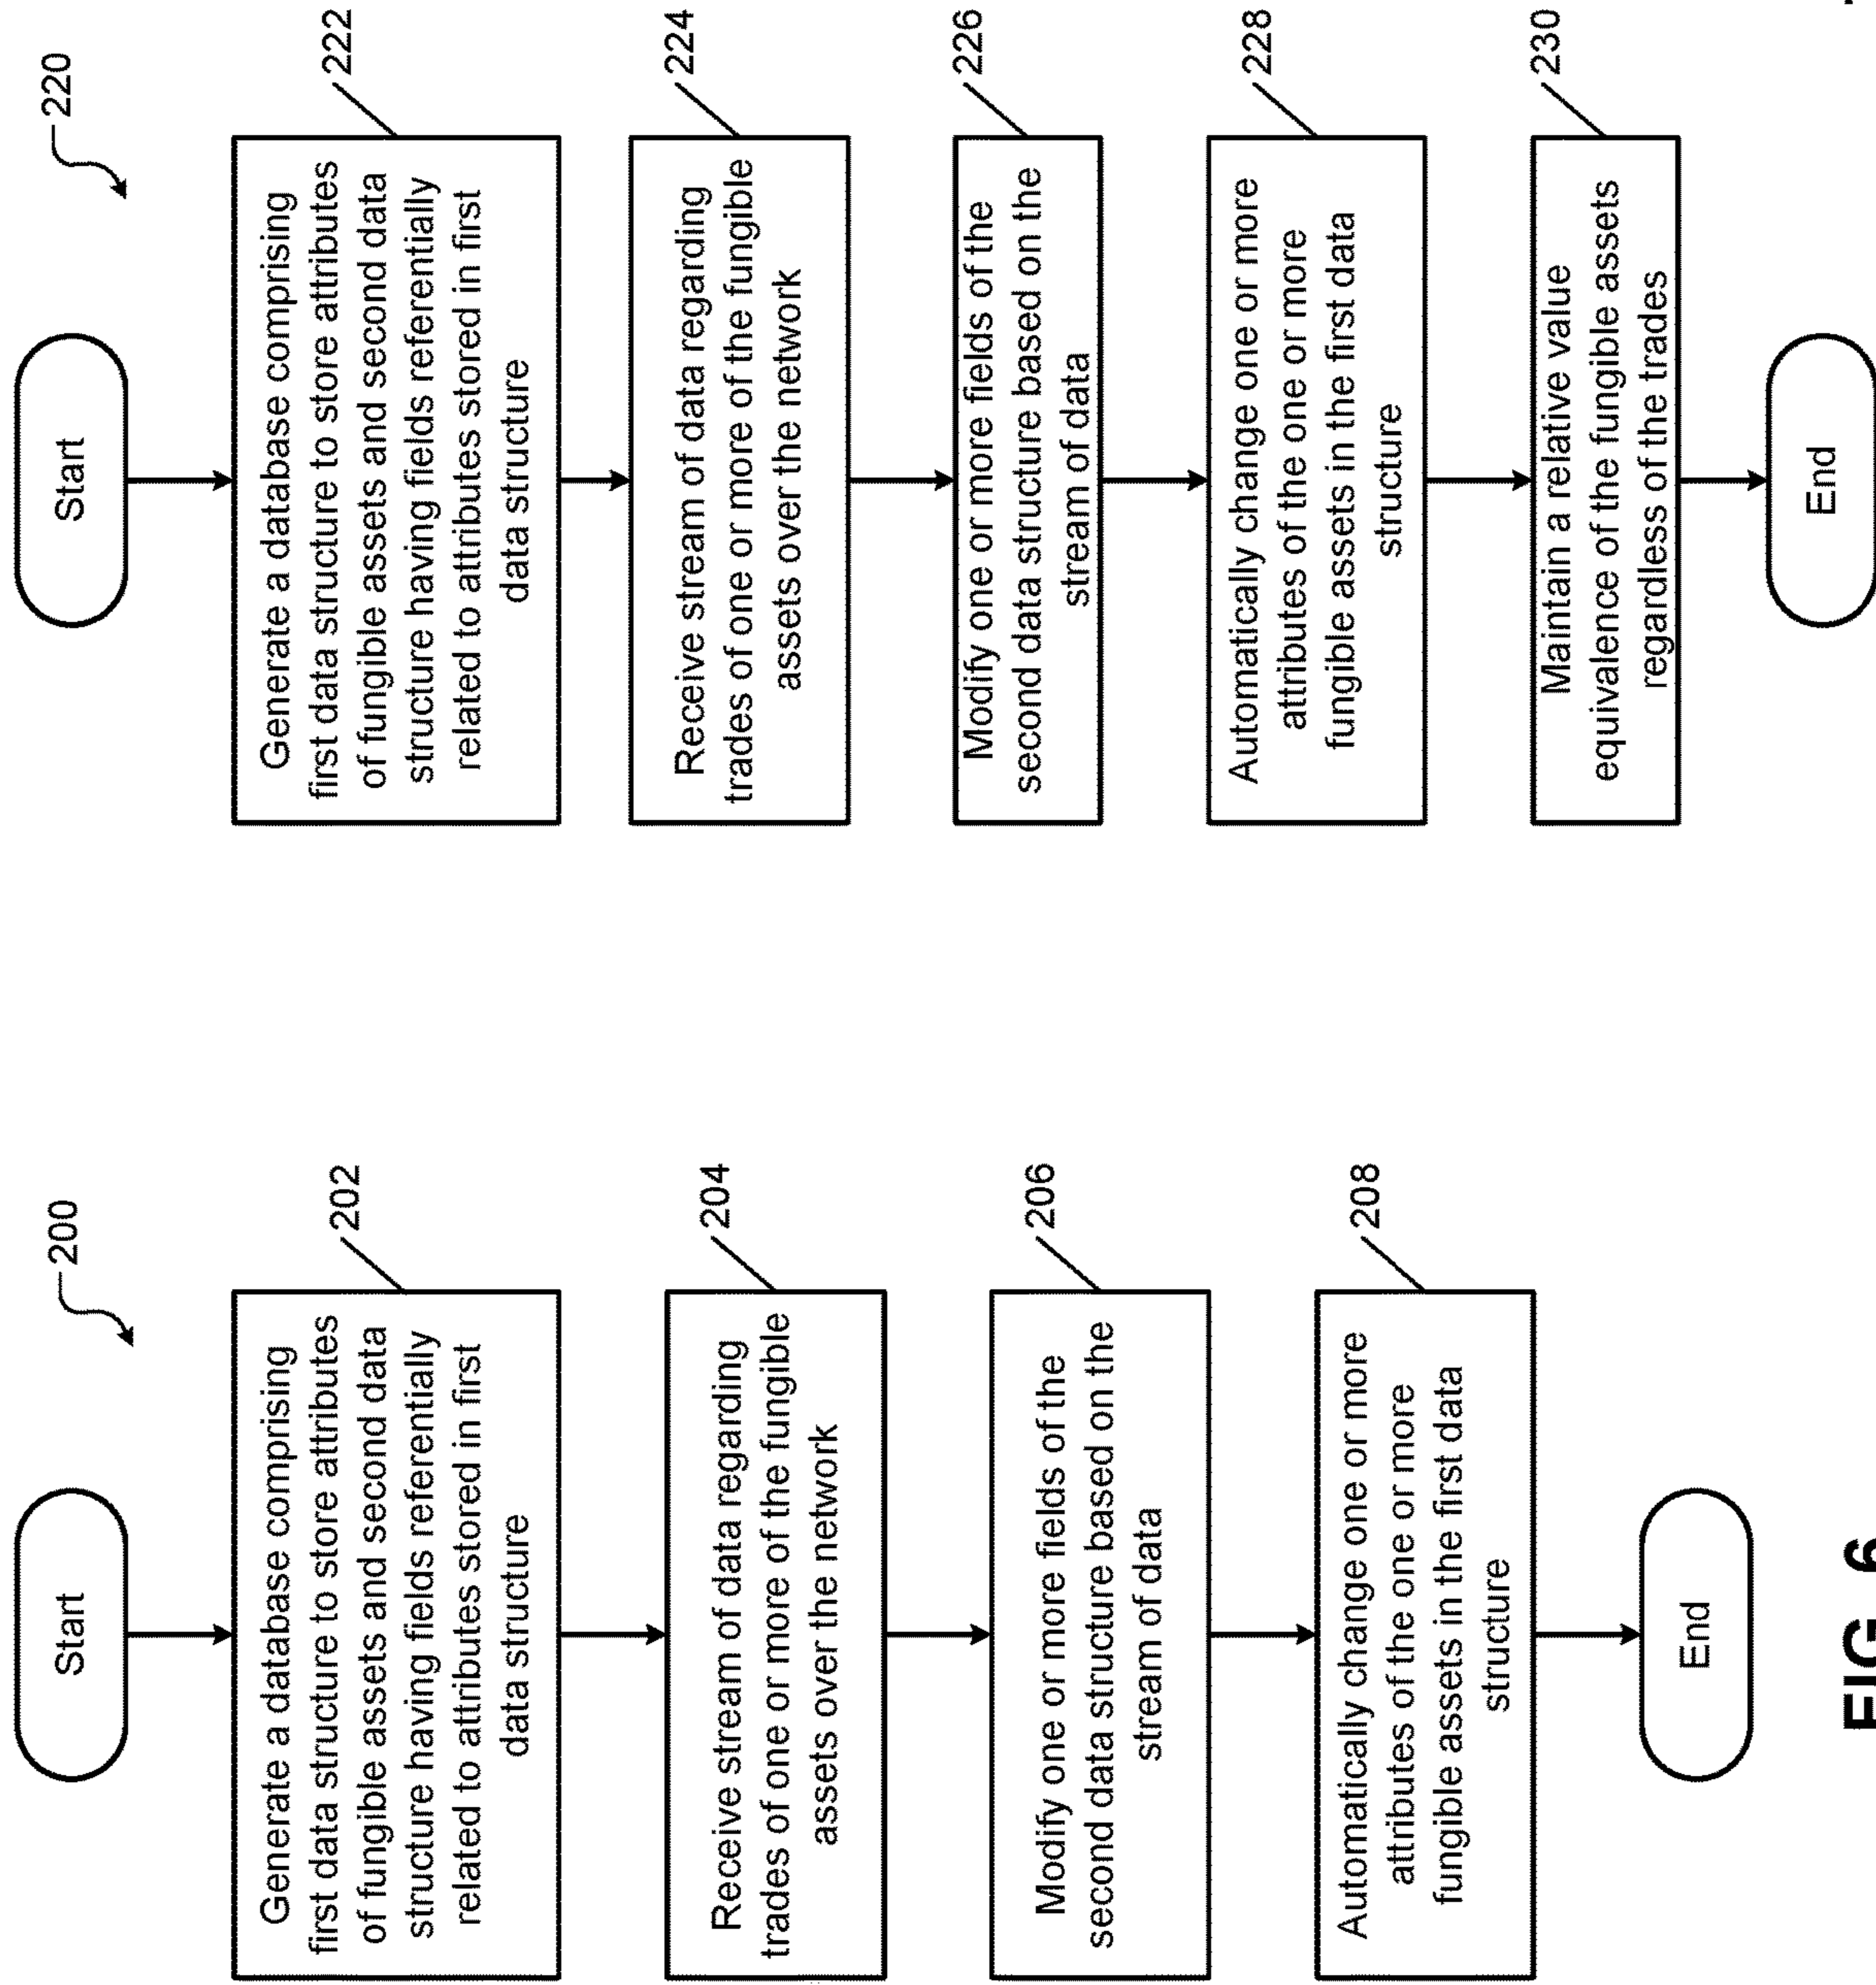 200
Start
Generate a database comprising
first data structure to store attributes
of fungible assets and second data
structure having fields referentially
related to attributes stored in first
data structure
202
Receive stream of data regarding
trades of one or more of the fungible
assets over the network
204
Modify one or more fields of the
second data structure based on the
stream of data
206
Automatically change one or more
attributes of the one or more
fungible assets in the first data
structure
208
End
FIG. 6
220
Start
Generate a database comprising
first data structure to store attributes
of fungible assets and second data
structure having fields referentially
related to attributes stored in first
data structure
222
Receive stream of data regarding
trades of one or more of the fungible
assets over the network
224
Modify one or more fields of the
second data structure based on the
stream of data
226
Automatically change one or more
attributes of the one or more
fungible assets in the first data
structure
228
Maintain a relative value
equivalence of the fungible assets
regardless of the trades
230
End